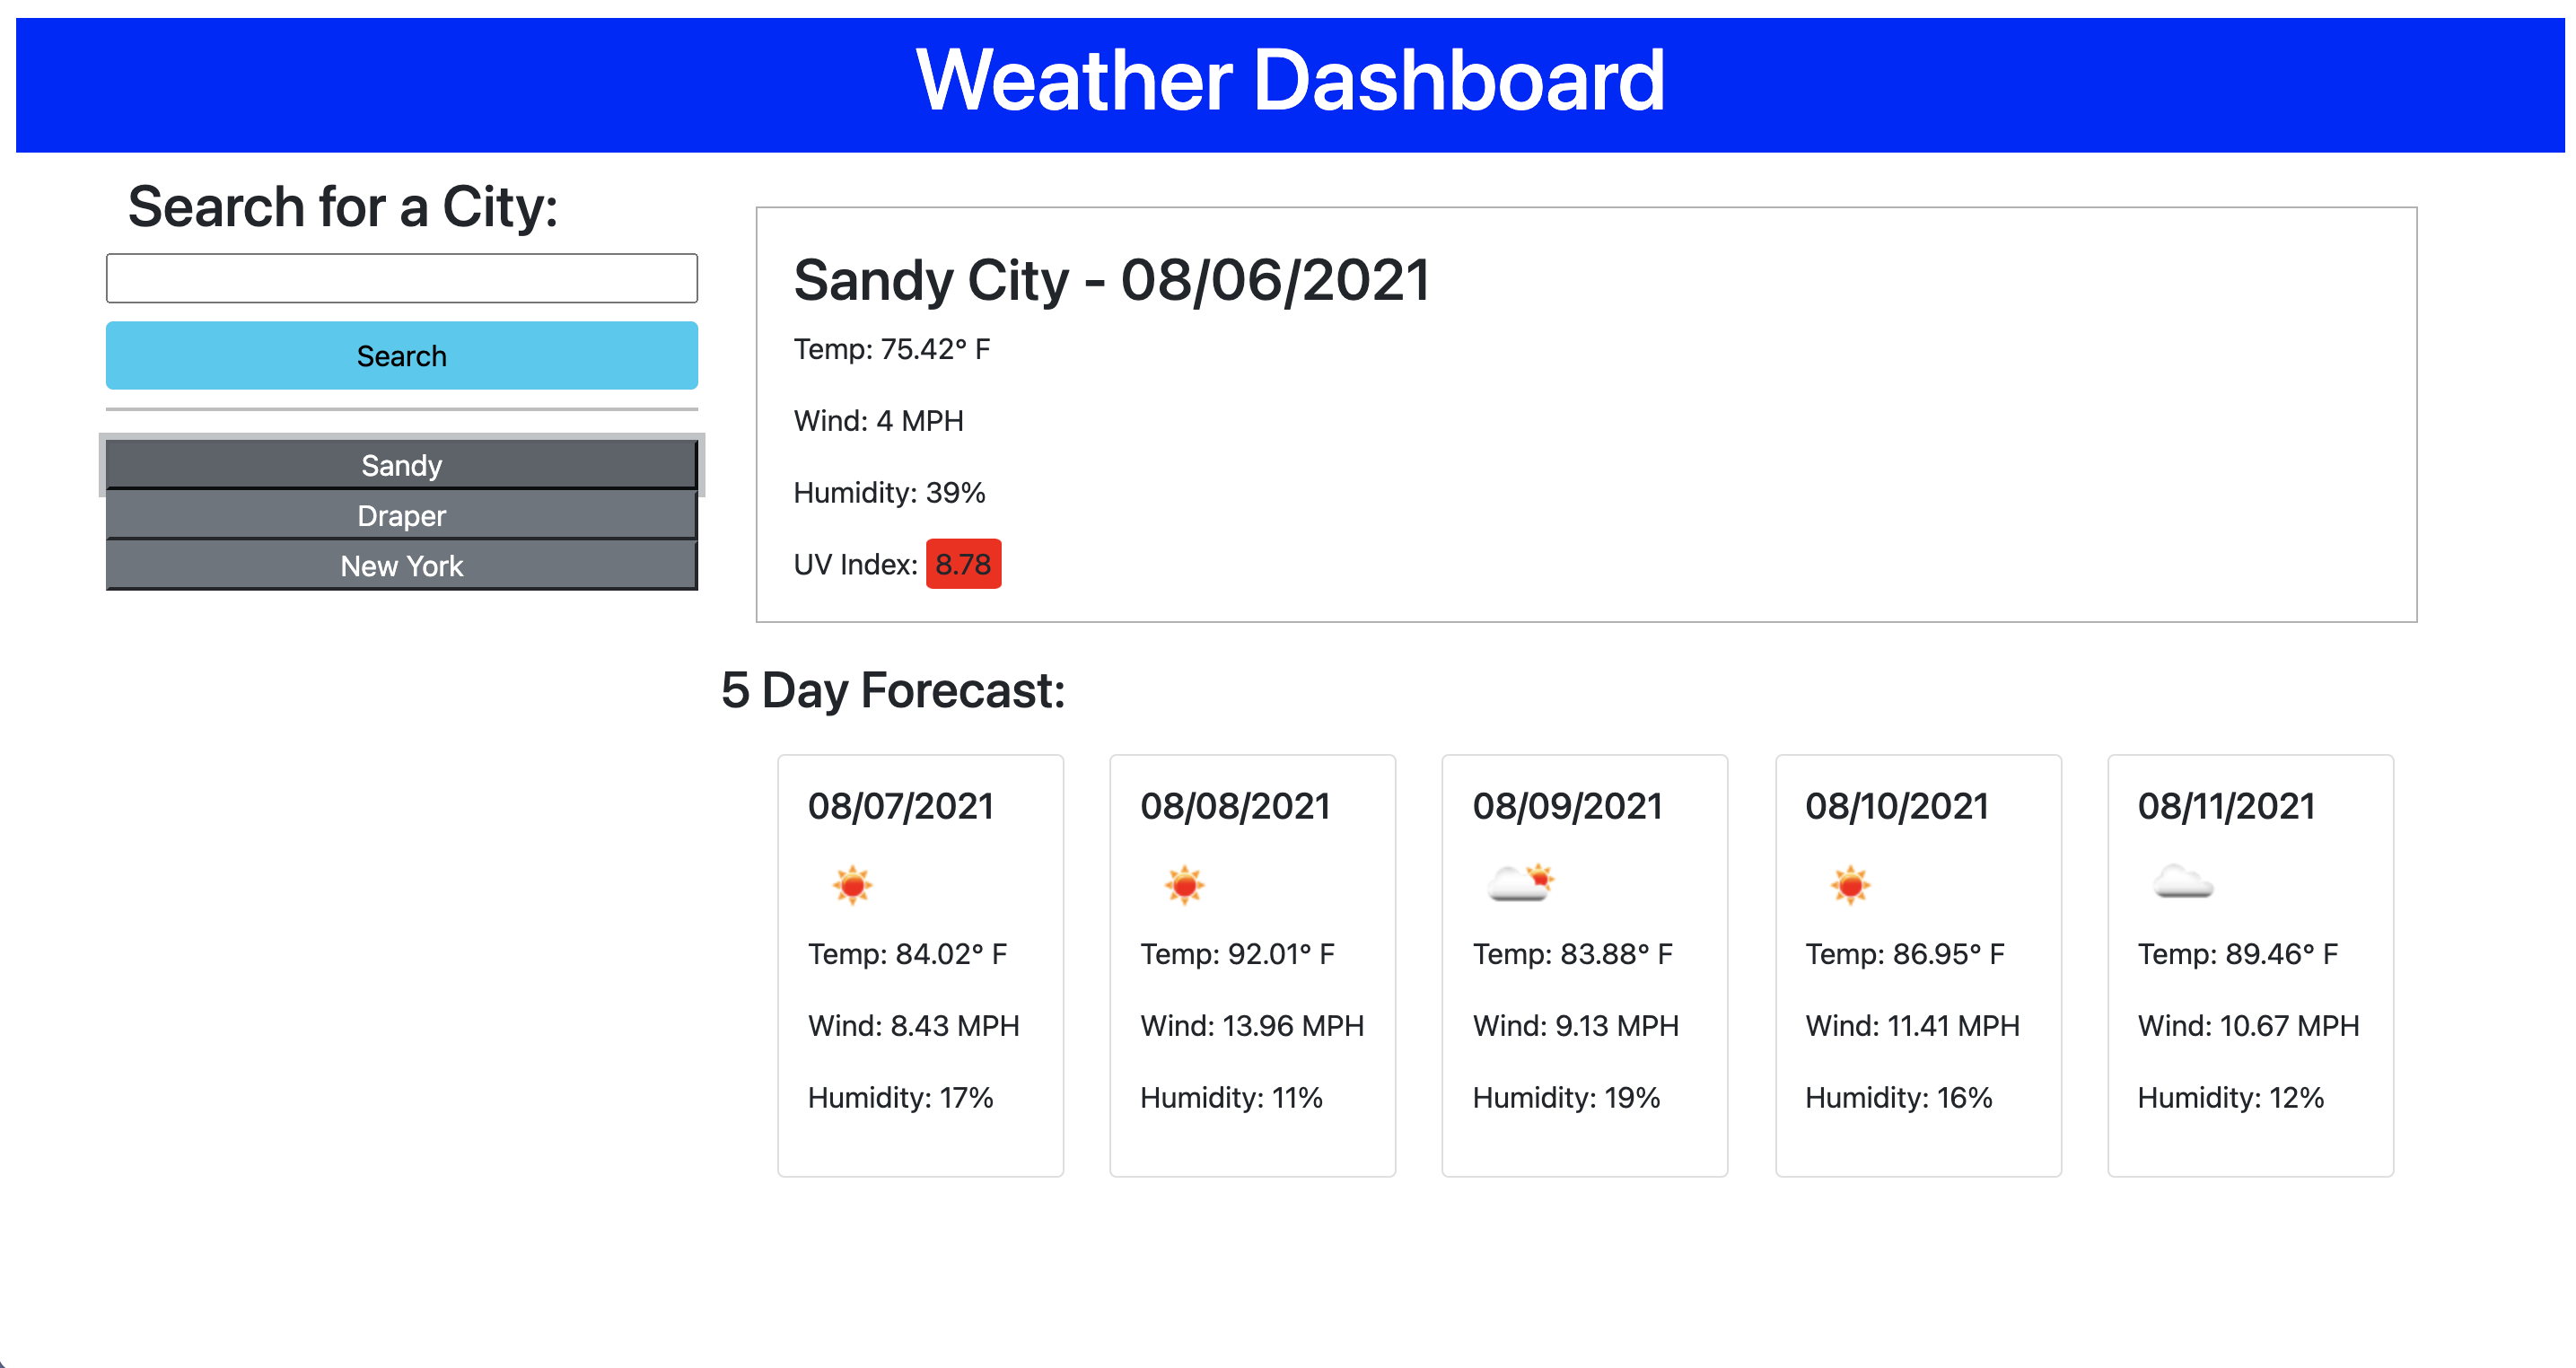 Weather Dashboard
Search for a City:
Search
Sandy
Draper
New York
Sandy City - 08/06/2021
Temp: 75.42° F
Wind: 4 MPH
Humidity: 39%
UV Index: 8.78
5 Day Forecast:
08/07/2021
Temp: 84.02° F
Wind: 8.43 MPH
Humidity: 17%
08/08/2021
Temp: 92.01° F
Wind: 13.96 MPH
Humidity: 11%
08/09/2021
Temp: 83.88° F
Wind: 9.13 MPH
Humidity: 19%
08/10/2021
Temp: 86.95° F
Wind: 11.41 MPH
Humidity: 16%
08/11/2021
Temp: 89.46° F
Wind: 10.67 MPH
Humidity: 12%